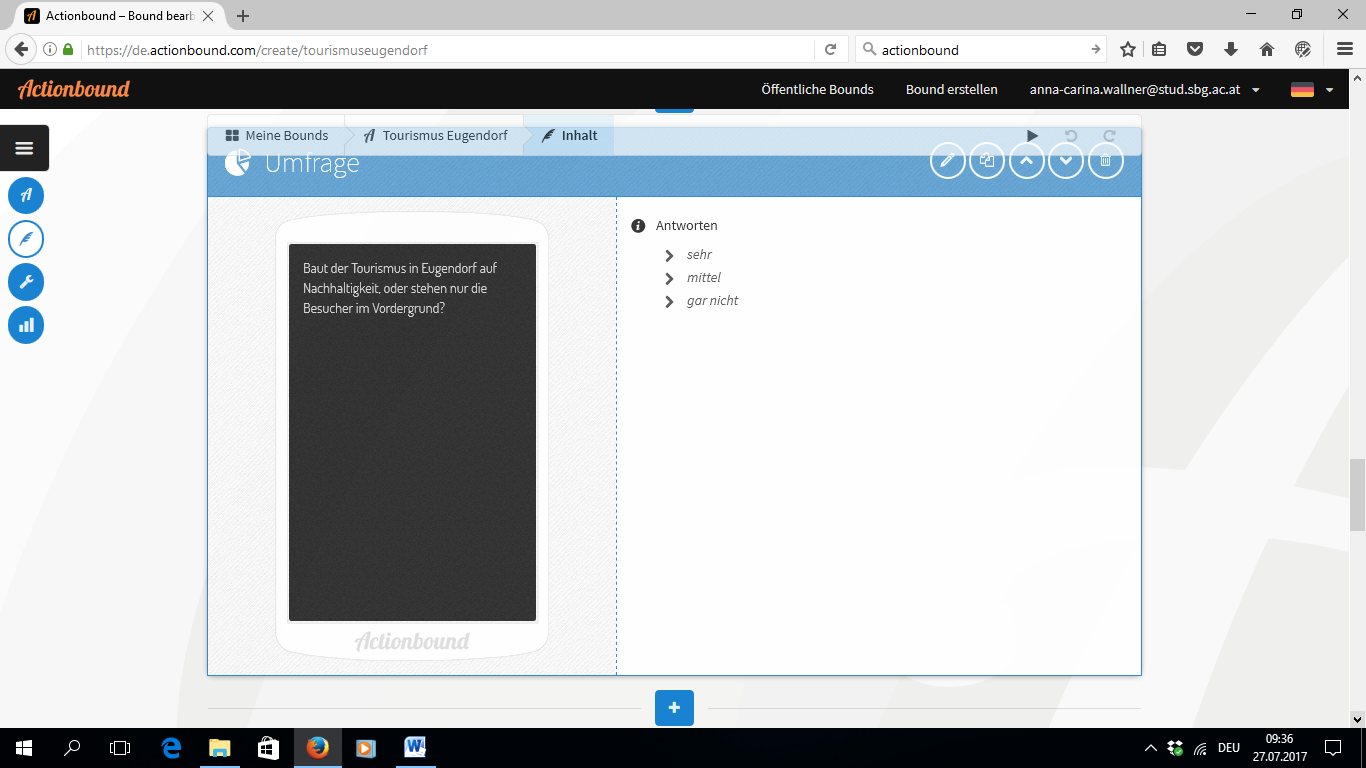 Actionbound – Bound bearb
https://de.actionbound.com/create/tourismuseugendorf
actionbound
Actionbound
Öffentliche Bounds
Bound erstellen
anna-carina.wallner@stud.sbg.ac.at
Meine Bounds
Tourismus Eugendorf
Inhalt
Umfrage
Baut der Tourismus in Eugendorf auf
Nachhaltigkeit, oder stehen nur die
Besucher im Vordergrund?
Actionbound
Antworten
sehr
mittel
gar nicht
DEU
09:36
27.07.2017